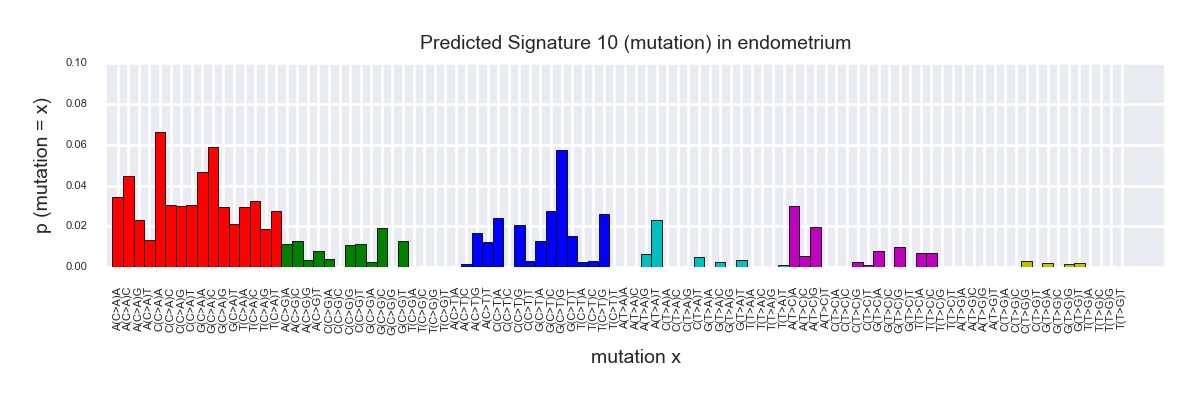 Predicted Signature 10 (mutation) in endometrium
p (mutation = x)
0.10
0.08
0.06
0.04
0.02
0.00
A(C>A)A
A(C>A)C
A(C>A)G
A(C>A)T
C(C>A)A
C(C>A)C
C(C>A)G
C(C>A)T
G(C>A)A
G(C>A)C
G(C>A)G
G(C>A)T
T(C>A)A
T(C>A)C
T(C>A)G
T(C>A)T
A(C>G)A
A(C>G)C
A(C>G)G
A(C>G)T
C(C>G)A
C(C>G)C
C(C>G)G
C(C>G)T
G(C>G)A
G(C>G)C
G(C>G)G
G(C>G)T
T(C>G)A
T(C>G)C
T(C>G)G
T(C>G)T
A(C>T)A
A(C>T)C
A(C>T)G
A(C>T)T
C(C>T)A
C(C>T)C
C(C>T)G
C(C>T)T
G(C>T)A
G(C>T)C
G(C>T)G
G(C>T)T
T(C>T)A
T(C>T)C
T(C>T)G
T(C>T)T
A(T>A)A
A(T>A)C
A(T>A)G
A(T>A)T
C(T>A)A
C(T>A)C
C(T>A)G
C(T>A)T
G(T>A)A
G(T>A)C
G(T>A)G
G(T>A)T
T(T>A)A
T(T>A)C
T(T>A)G
T(T>A)T
A(T>C)A
A(T>C)C
A(T>C)G
A(T>C)T
C(T>C)A
C(T>C)C
C(T>C)G
C(T>C)T
G(T>C)A
G(T>C)C
G(T>C)G
G(T>C)T
T(T>C)A
T(T>C)C
T(T>C)G
T(T>C)T
A(T>G)A
A(T>G)C
A(T>G)G
A(T>G)T
C(T>G)A
C(T>G)C
C(T>G)G
C(T>G)T
G(T>G)A
G(T>G)C
G(T>G)G
G(T>G)T
T(T>G)A
T(T>G)C
T(T>G)G
T(T>G)T
mutation x